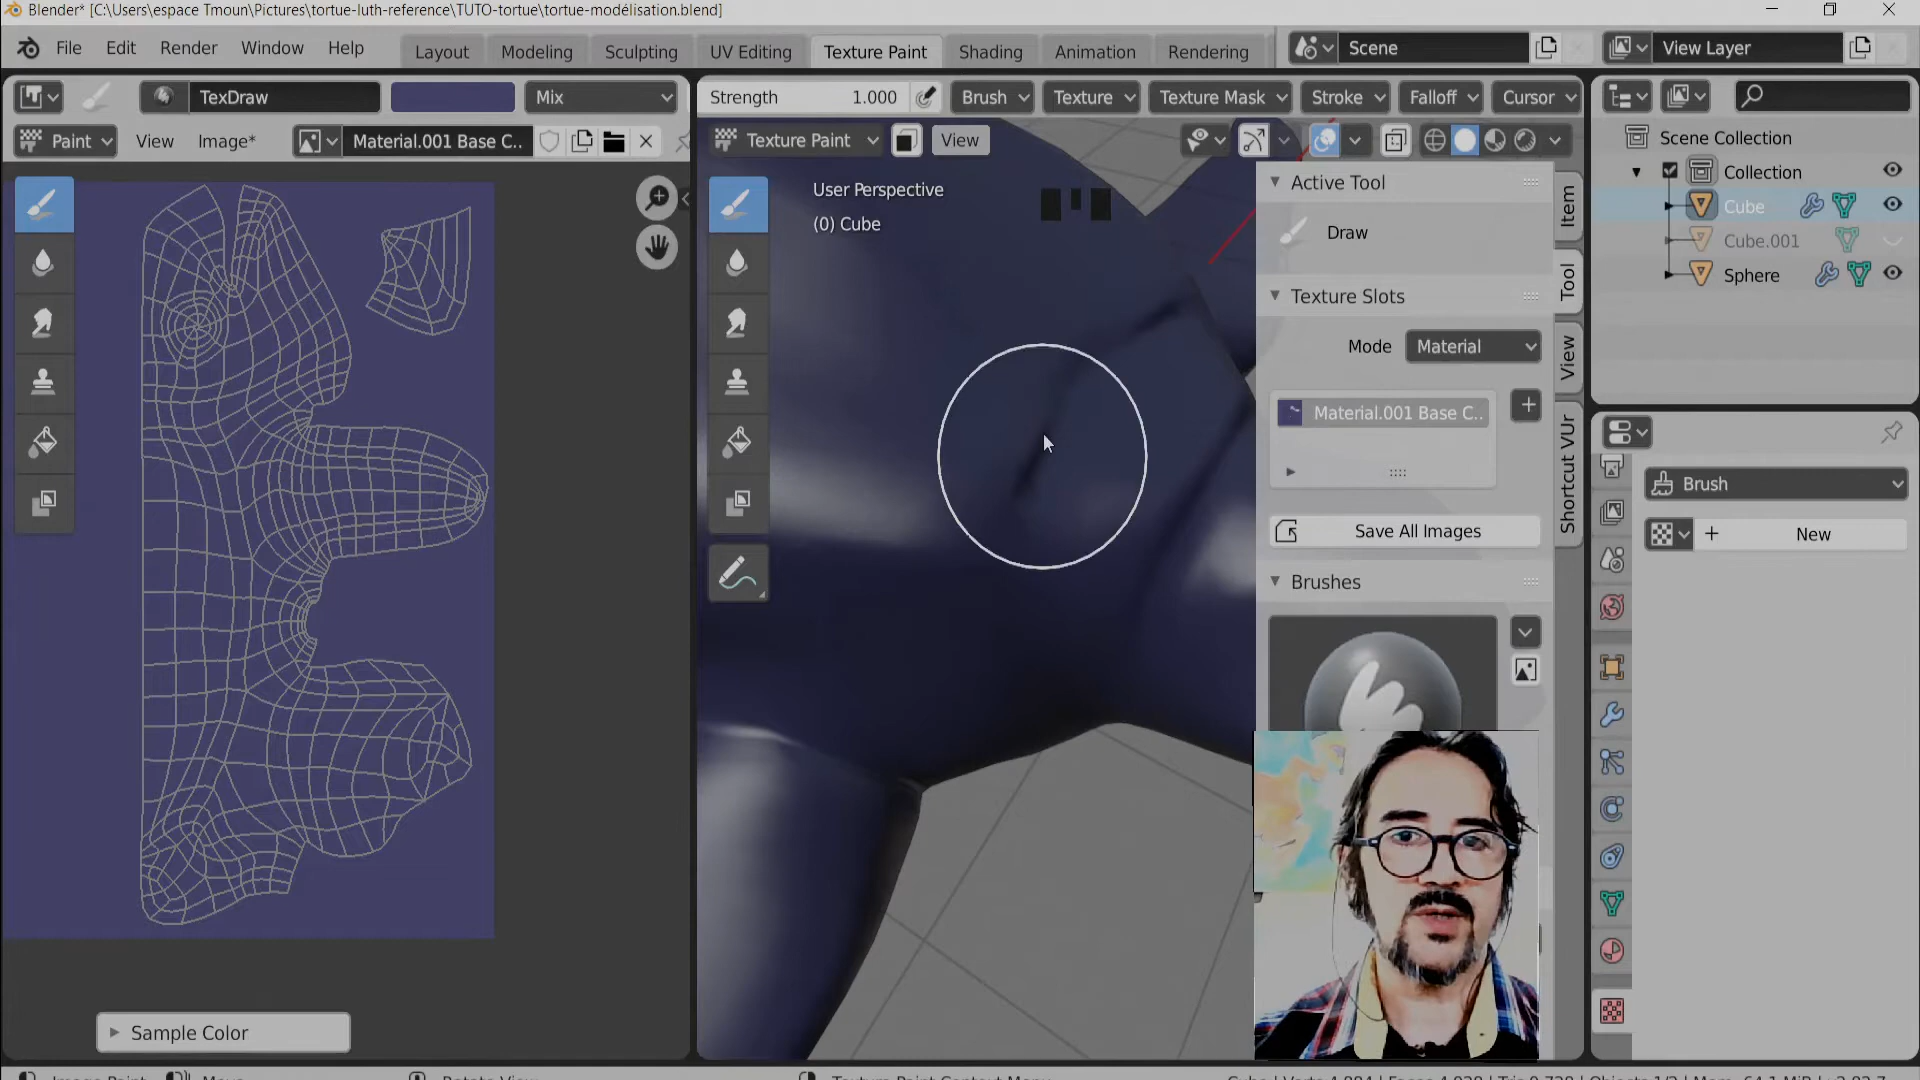 Blender* [C:\Users\espace Tmoun\Pictures\tortue-luth-reference\TUTO-tortue\tortue-modélisation.blend]
File Edit Render Window Help
Layout Modeling Sculpting UV Editing Texture Paint Shading Animation Rendering
Scene
View Layer
TexDraw
Mix
Strength 1.000
Brush Texture Texture Mask Stroke Falloff Cursor
Paint View Image*
Material.001 Base C..
Texture Paint
View
User Perspective
(0) Cube
Active Tool
Draw
Texture Slots
Mode Material
Material.001 Base C..
Save All Images
Brushes
Item
Tool
View
Shortcut VUr
Scene Collection
Collection
Cube
Cube.001
Sphere
Brush
New
Sample Color